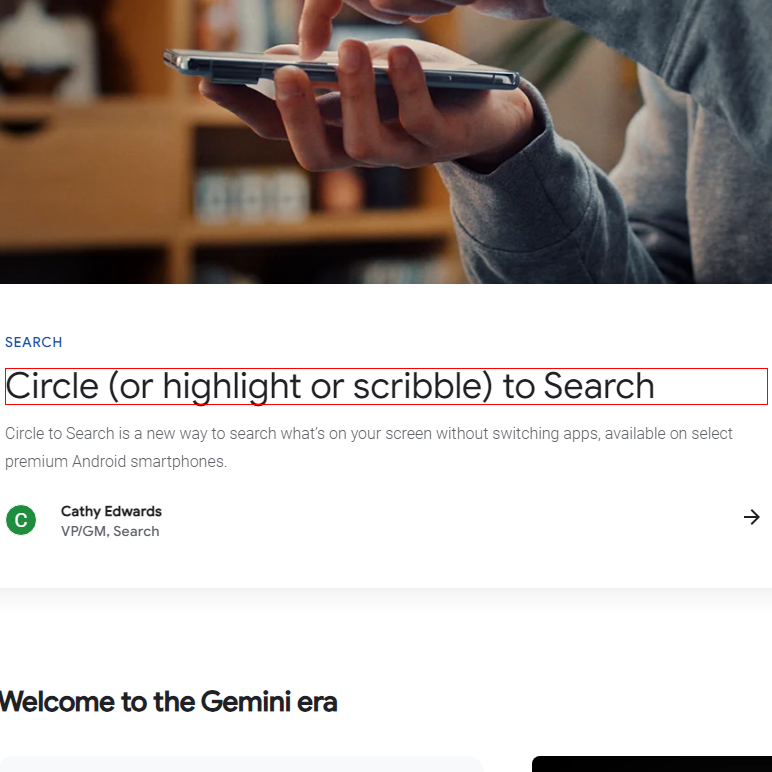 SEARCH
Circle (or highlight or scribble) to Search
Circle to Search is a new way to search what’s on your screen without switching apps, available on select
premium Android smartphones.
C
Cathy Edwards
VP/GM, Search
Welcome to the Gemini era